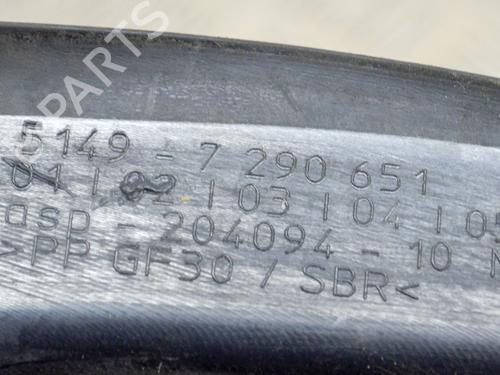 PARTS
5149 - 7 290 651
01 | 02 | 03 | 04 | 05
asp - 204094 - 10 N
>PP GF30 / SBR<